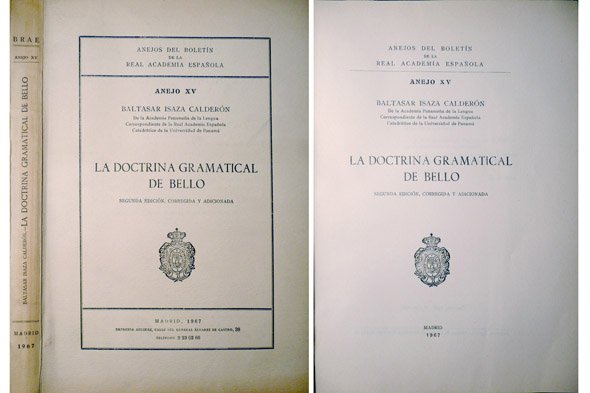 BRAE
ANEJO XV
BALTASAR ISAZA CALDERÓN.—LA DOCTRINA GRAMATICAL DE BELLO
MADRID
1967
ANEJOS DEL BOLETÍN
DE LA
REAL ACADEMIA ESPAÑOLA
ANEJO XV
BALTASAR ISAZA CALDERÓN
De la Academia Panameña de la Lengua
Correspondiente de la Real Academia Española
Catedrático de la Universidad de Panamá
LA DOCTRINA GRAMATICAL
DE BELLO
SEGUNDA EDICIÓN, CORREGIDA Y ADICIONADA
MADRID, 1967
IMPRENTA AGUIRRE, CALLE DEL GENERAL ÁLVAREZ DE CASTRO, 38
TELÉFONO 2 23 03 66
ANEJOS DEL BOLETÍN
DE LA
REAL ACADEMIA ESPAÑOLA
ANEJO XV
BALTASAR ISAZA CALDERÓN
De la Academia Panameña de la Lengua
Correspondiente de la Real Academia Española
Catedrático de la Universidad de Panamá
LA DOCTRINA GRAMATICAL
DE BELLO
SEGUNDA EDICIÓN, CORREGIDA Y ADICIONADA
MADRID
1967